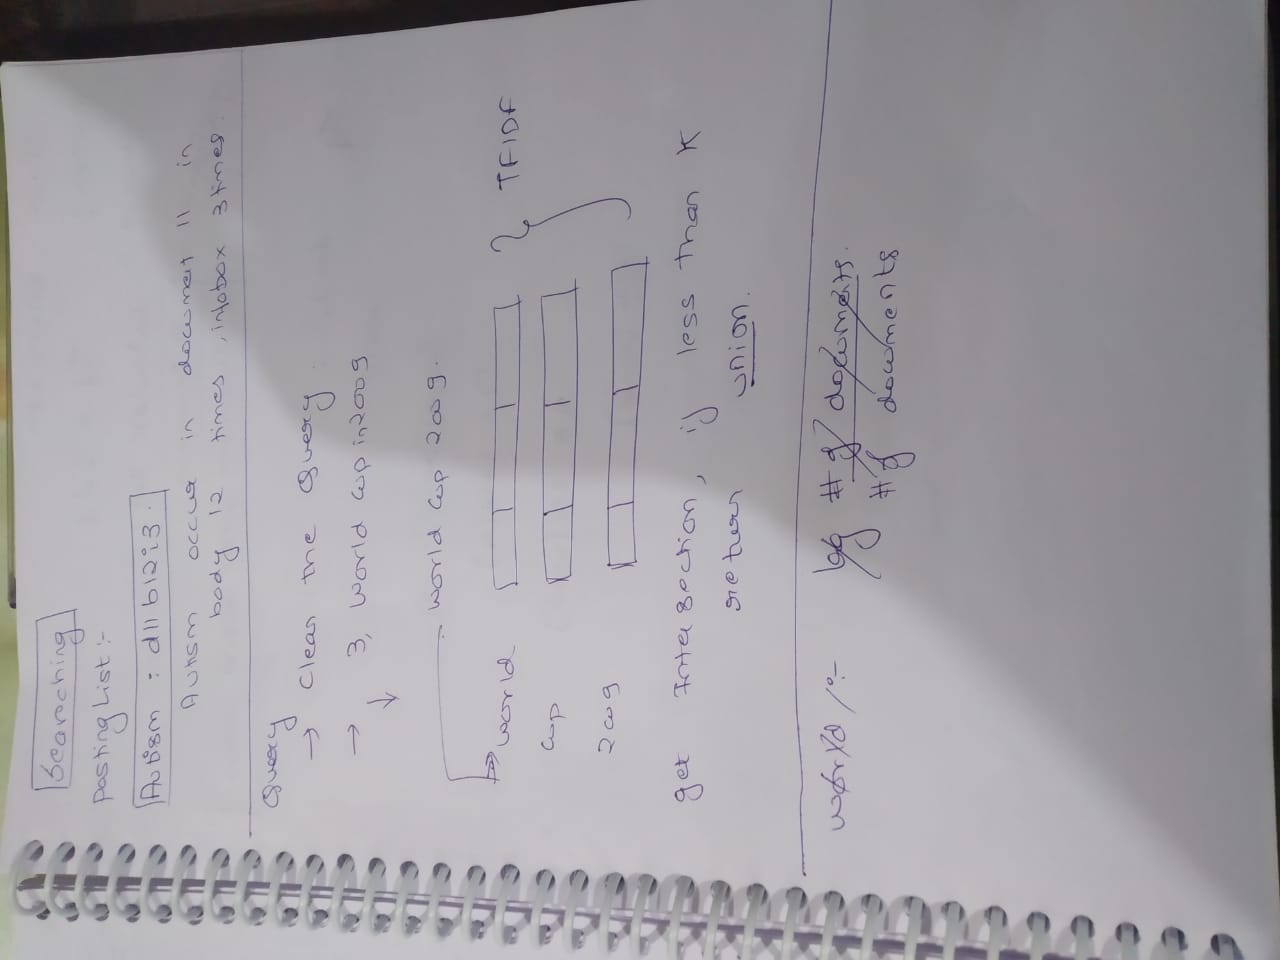 Searching
Posting List :-
Autism : d11 b12i3.
Autism occur in document 11 in
body 12 times, infobox 3 times.
Query
→ Clean the Query.
→ 3, World Cup in 2009
↓
World Cup 2009.
World
Cup
2009
TFIDF
get Intersection, if less than K
return union.
world :-
log # of documents.
# of documents